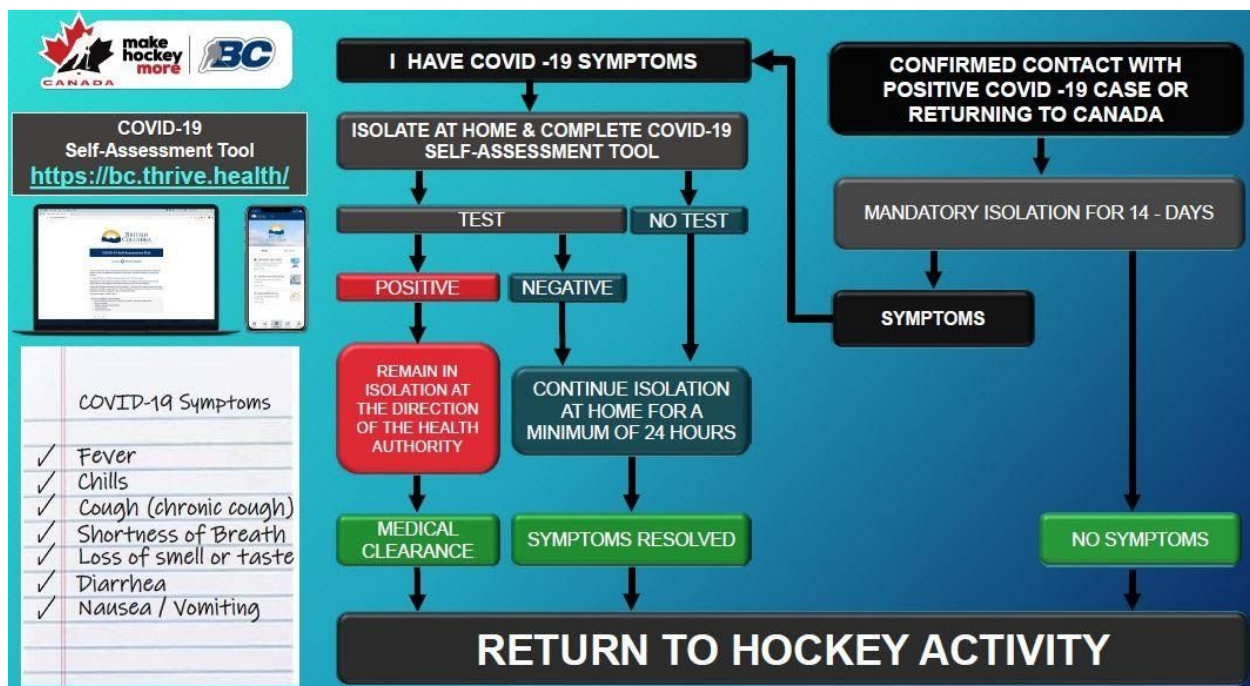 CANADA
make
hockey
more
BC
COVID-19
Self-Assessment Tool
https://bc.thrive.health/
BRITISH
COLUMBIA
COVID-19 Symptoms
✓ Fever
✓ Chills
✓ Cough (chronic cough)
✓ Shortness of Breath
✓ Loss of smell or taste
✓ Diarrhea
✓ Nausea / Vomiting
I HAVE COVID -19 SYMPTOMS
ISOLATE AT HOME & COMPLETE COVID-19
SELF-ASSESSMENT TOOL
TEST
NO TEST
POSITIVE
NEGATIVE
REMAIN IN
ISOLATION AT
THE DIRECTION
OF THE HEALTH
AUTHORITY
CONTINUE ISOLATION
AT HOME FOR A
MINIMUM OF 24 HOURS
MEDICAL
CLEARANCE
SYMPTOMS RESOLVED
CONFIRMED CONTACT WITH
POSITIVE COVID -19 CASE OR
RETURNING TO CANADA
MANDATORY ISOLATION FOR 14 - DAYS
SYMPTOMS
NO SYMPTOMS
RETURN TO HOCKEY ACTIVITY